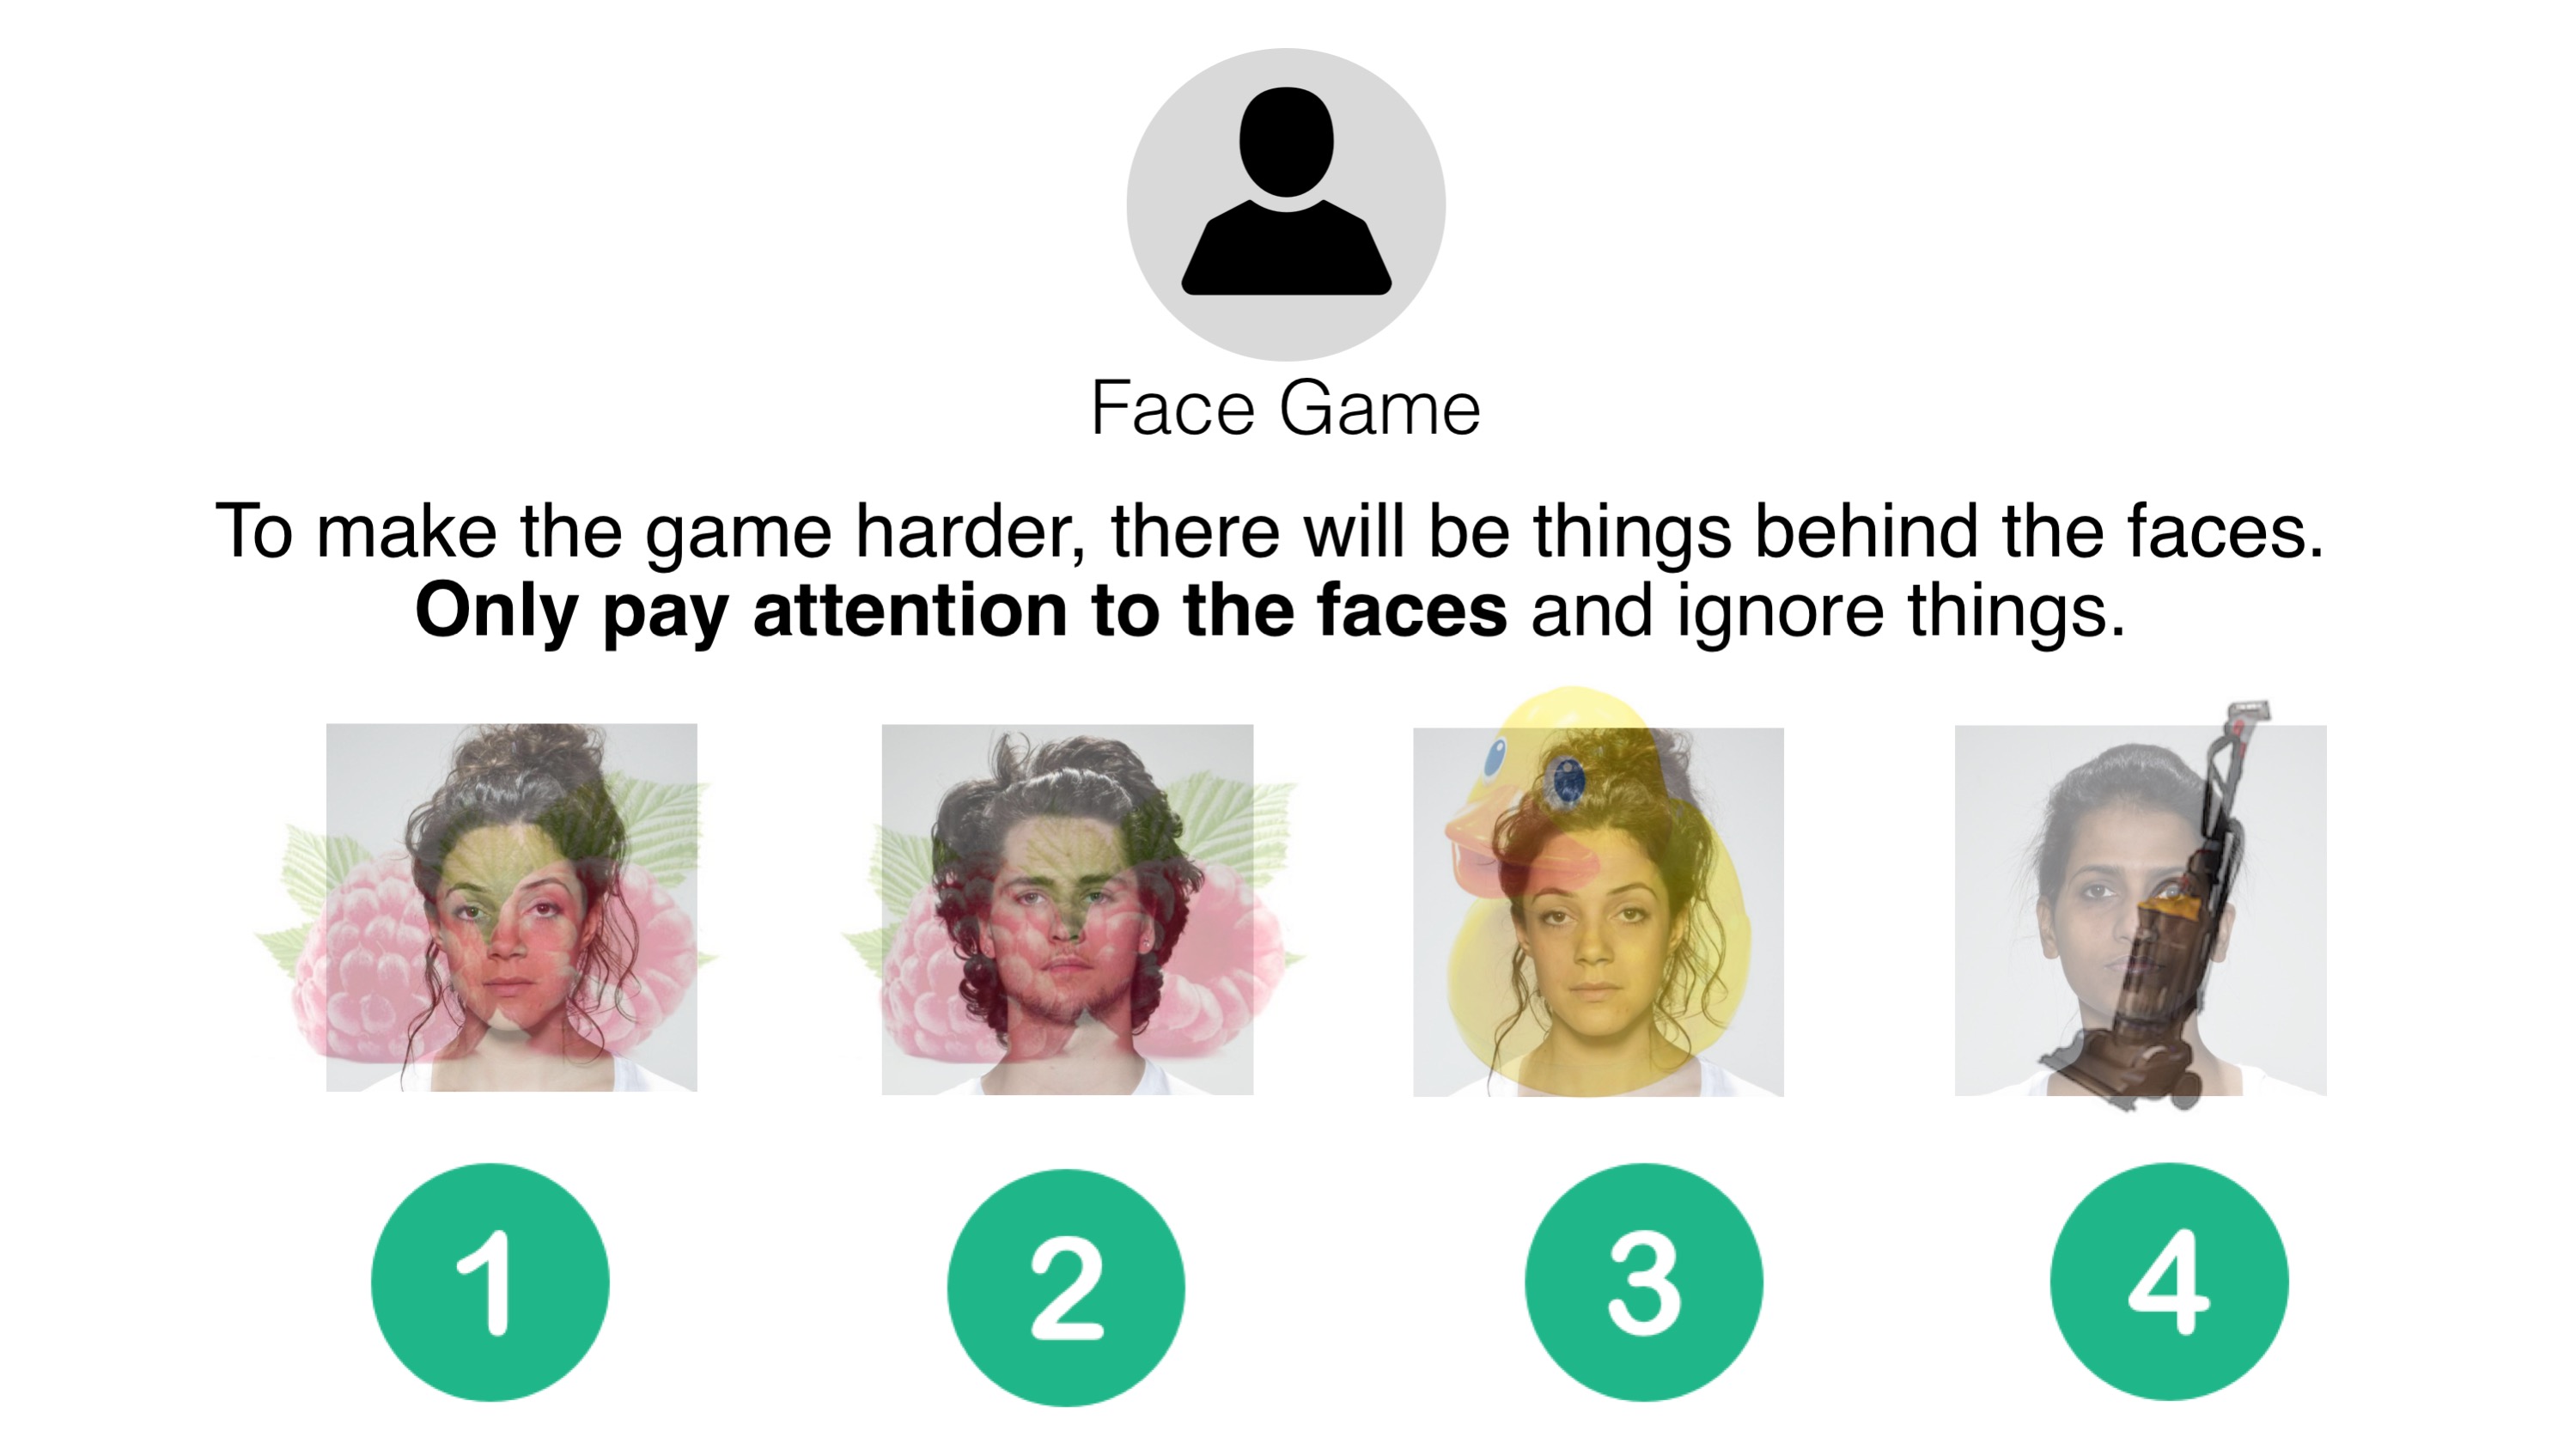 Face Game
To make the game harder, there will be things behind the faces.
Only pay attention to the faces and ignore things.
1
2
3
4